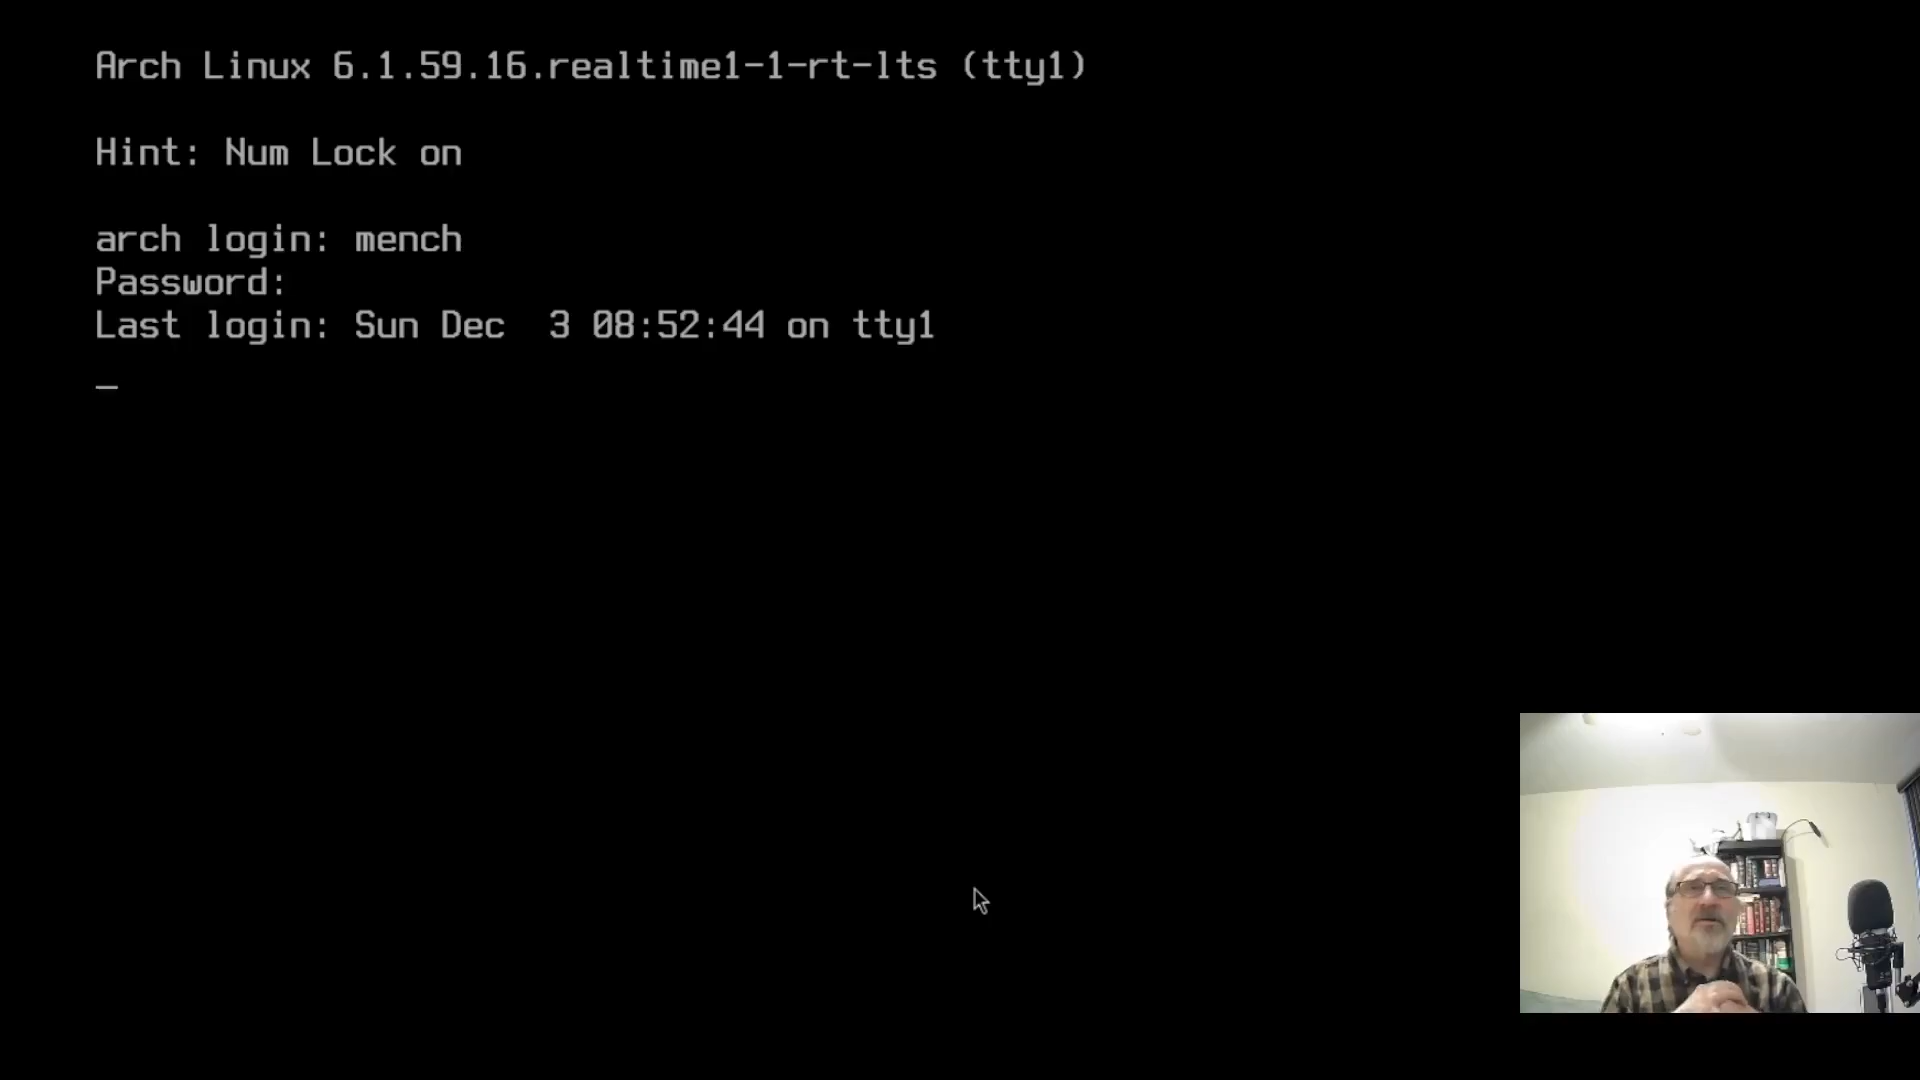 Arch Linux 6.1.59.16.realtime1-1-rt-lts (tty1)
Hint: Num Lock on
arch login: mench
Password:
Last login: Sun Dec  3 08:52:44 on tty1
_